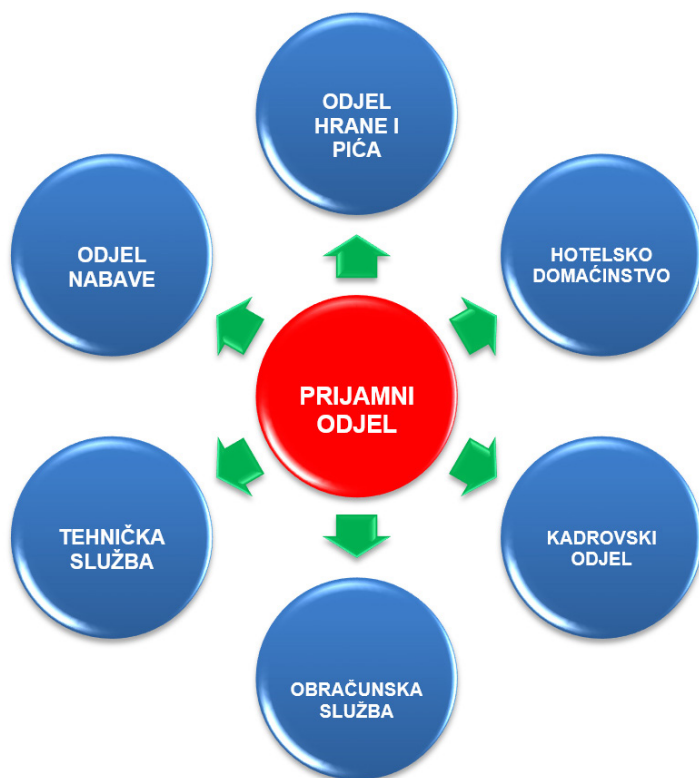 ODJEL
HRANE I
PIĆA
ODJEL
NABAVE
HOTELSKO
DOMAĆINSTVO
PRIJAMNI
ODJEL
TEHNIČKA
SLUŽBA
KADROVSKI
ODJEL
OBRAČUNSKA
SLUŽBA